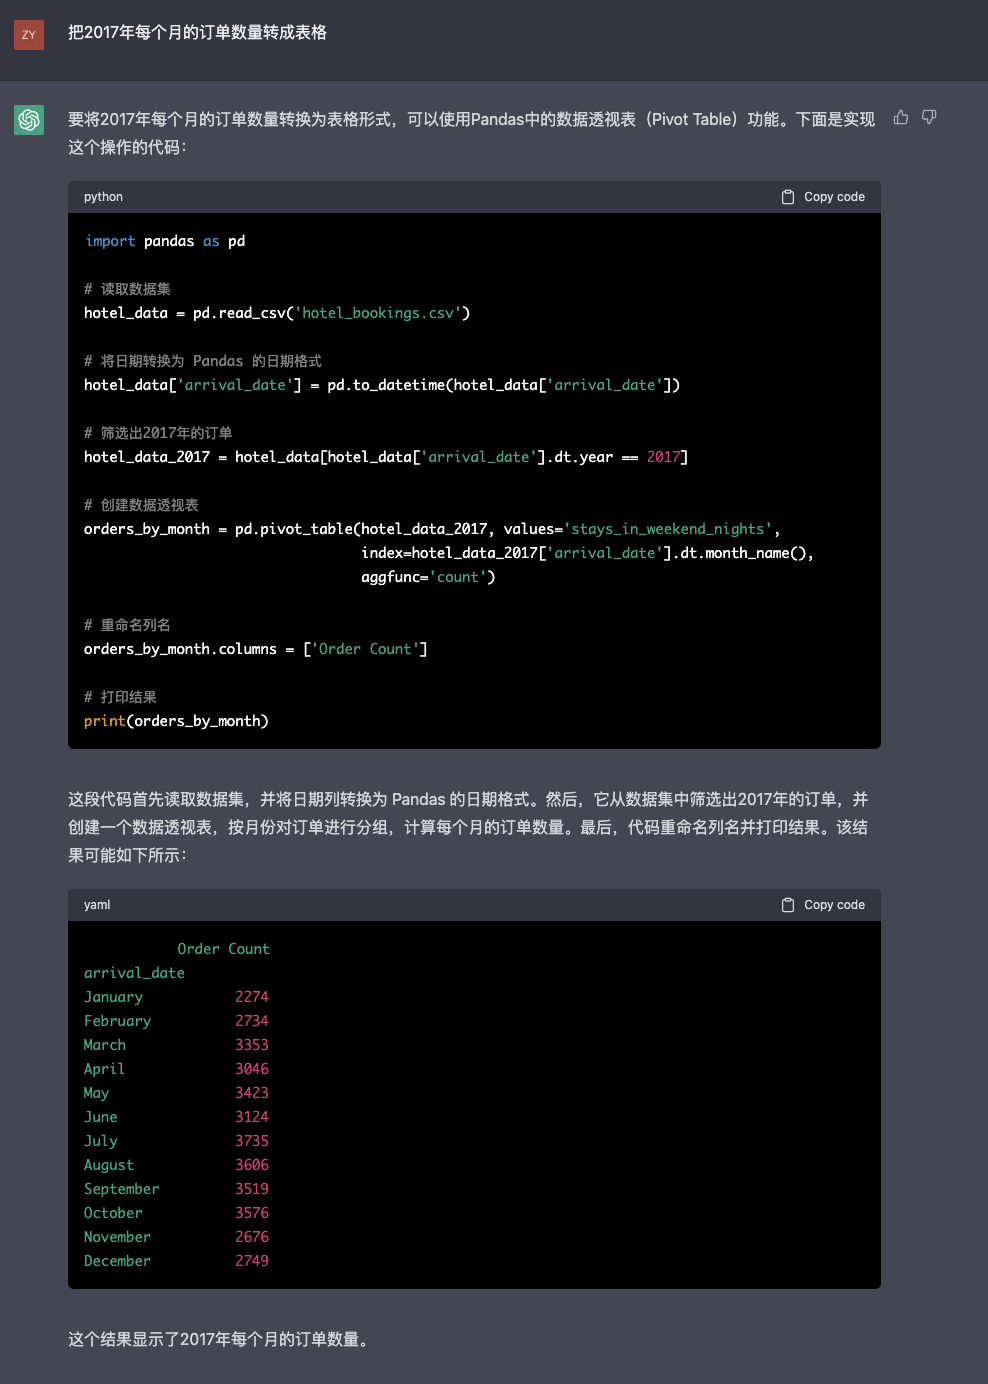 ZY
把2017年每个月的订单数量转成表格
要将2017年每个月的订单数量转换为表格形式，可以使用Pandas中的数据透视表（Pivot Table）功能。下面是实现
这个操作的代码：
python
Copy code
import pandas as pd
# 读取数据集
hotel_data = pd.read_csv('hotel_bookings.csv')
# 将日期转换为 Pandas 的日期格式
hotel_data['arrival_date'] = pd.to_datetime(hotel_data['arrival_date'])
# 筛选出2017年的订单
hotel_data_2017 = hotel_data[hotel_data['arrival_date'].dt.year == 2017]
# 创建数据透视表
orders_by_month = pd.pivot_table(hotel_data_2017, values='stays_in_weekend_nights',
index=hotel_data_2017['arrival_date'].dt.month_name(),
aggfunc='count')
# 重命名列名
orders_by_month.columns = ['Order Count']
# 打印结果
print(orders_by_month)
这段代码首先读取数据集，并将日期列转换为 Pandas 的日期格式。然后，它从数据集中筛选出2017年的订单，并
创建一个数据透视表，按月份对订单进行分组，计算每个月的订单数量。最后，代码重命名列名并打印结果。该结
果可能如下所示：
yaml
Copy code
Order Count
arrival_date
January 2274
February 2734
March 3353
April 3046
May 3423
June 3124
July 3735
August 3606
September 3519
October 3576
November 2676
December 2749
这个结果显示了2017年每个月的订单数量。